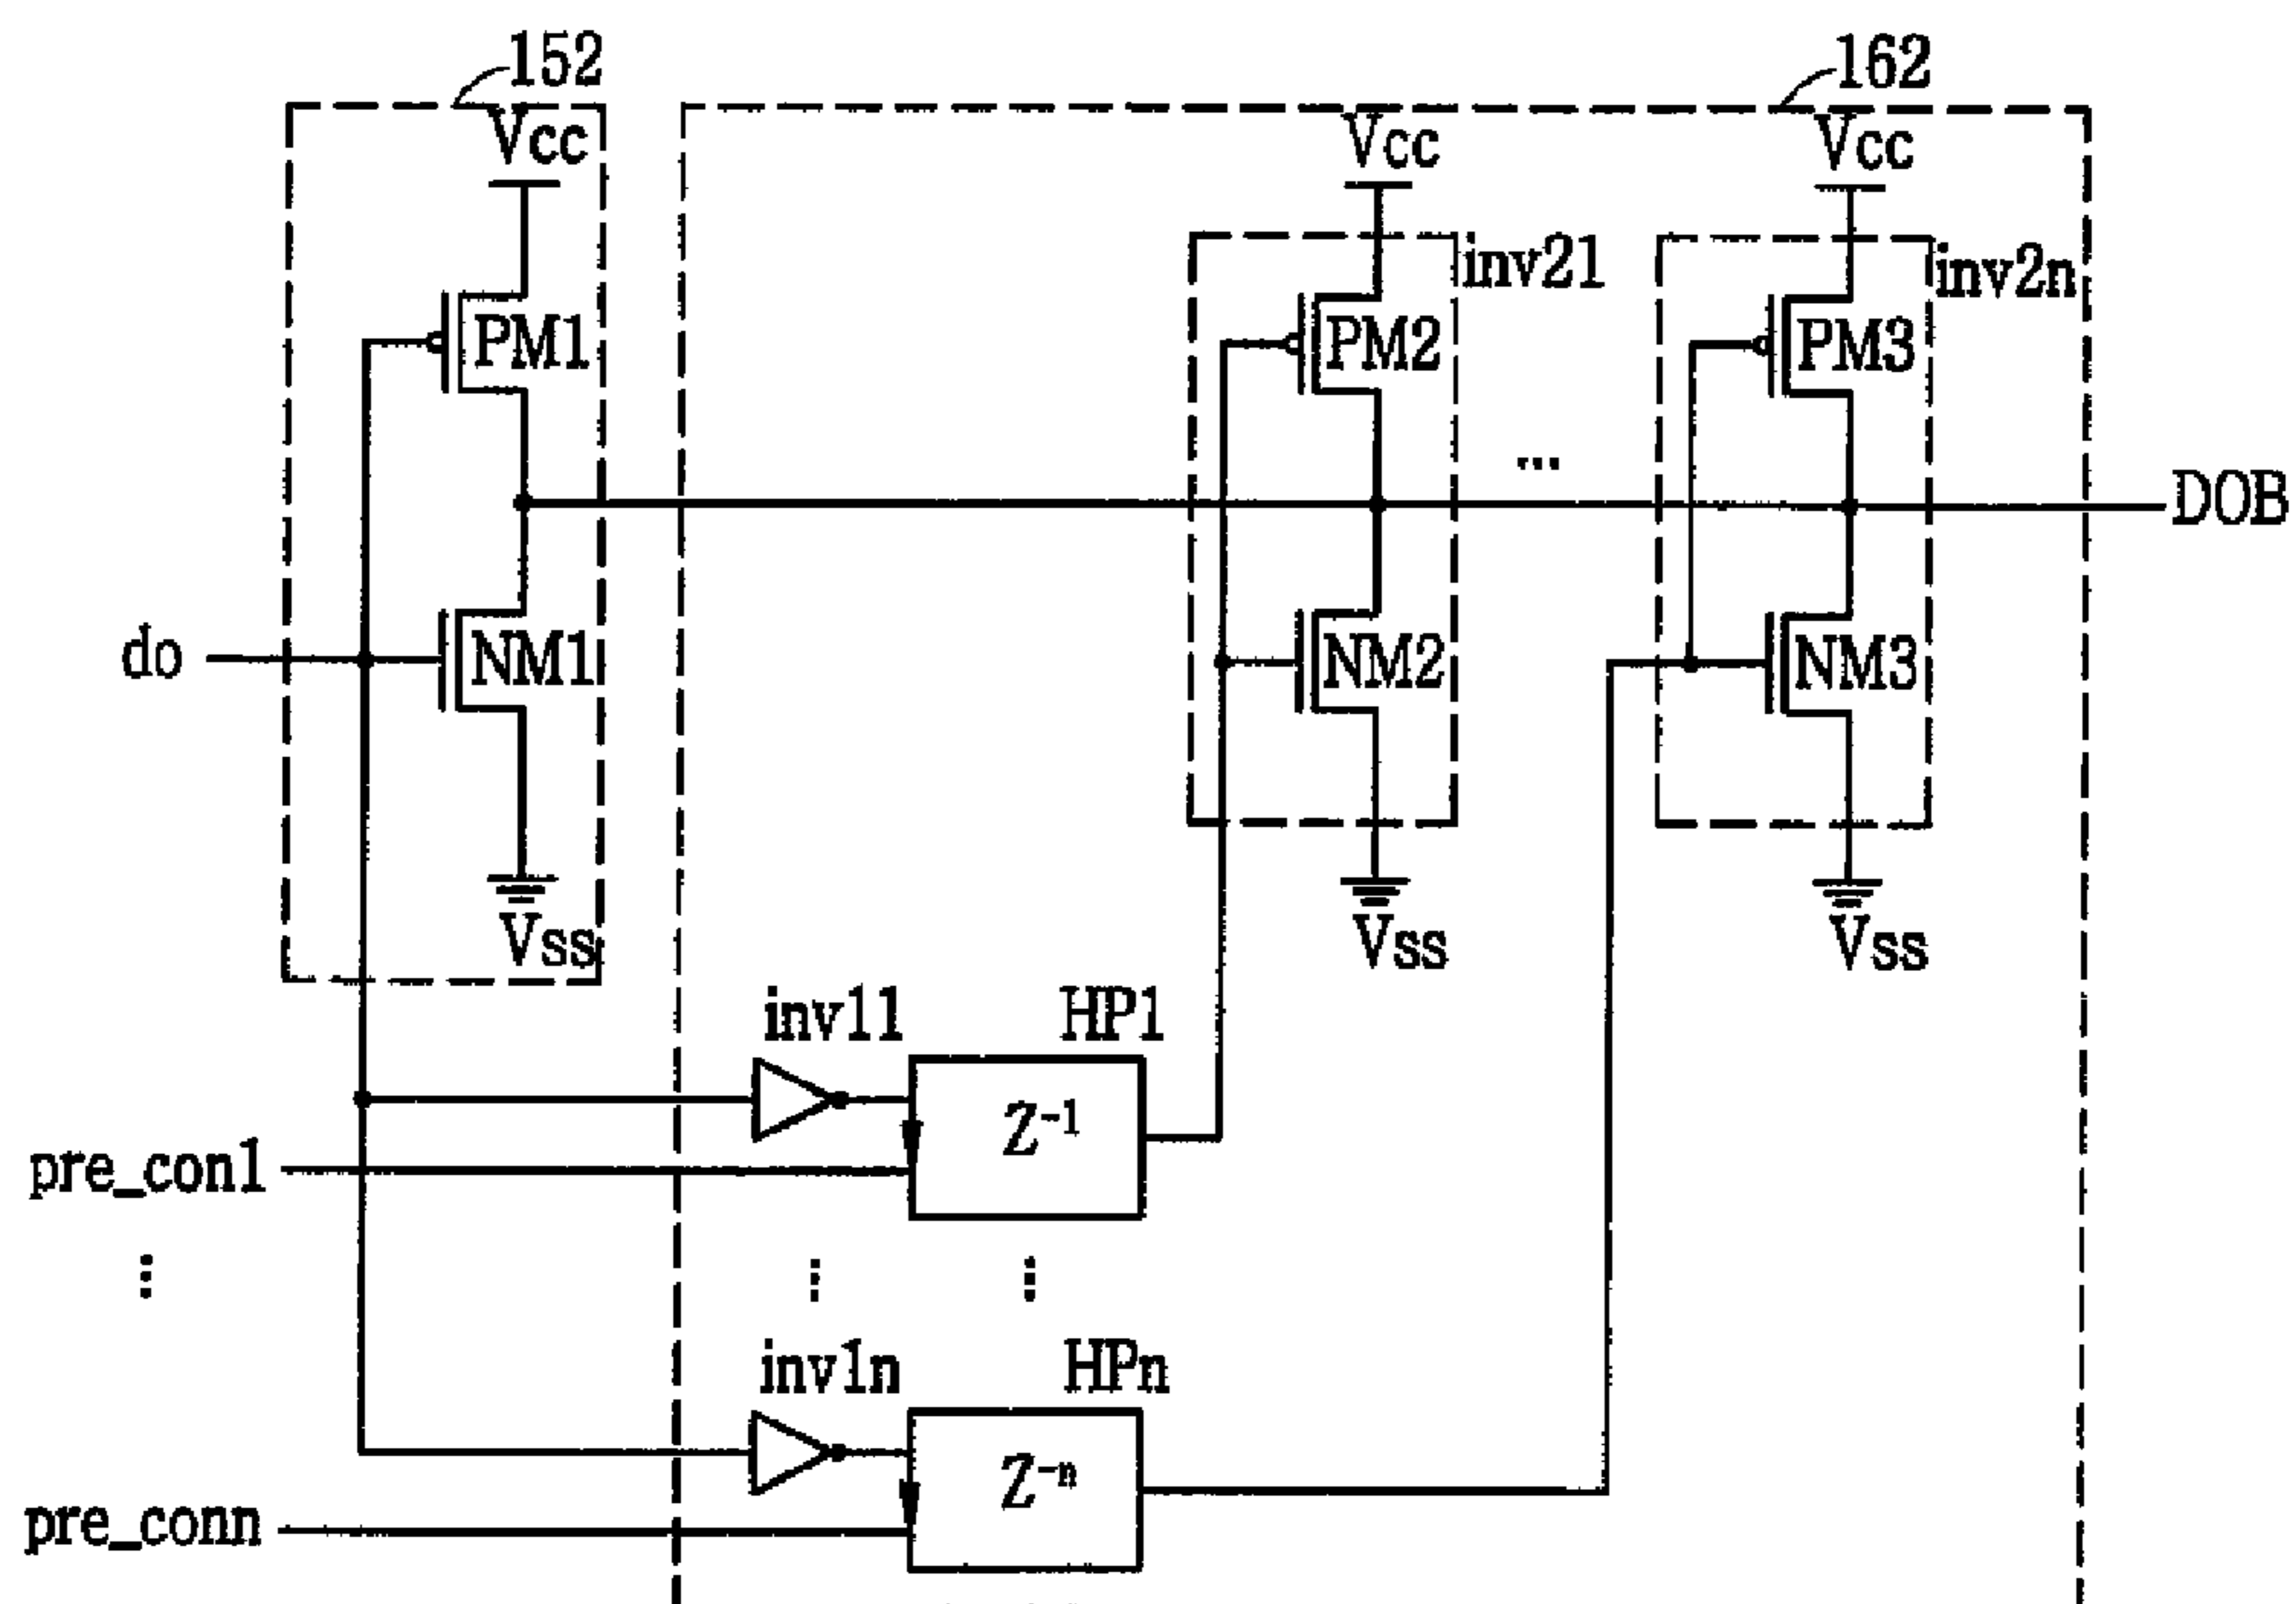 152
162
Vcc
Vcc
Vcc
inv21
inv2n
PM1
PM2
PM3
...
DOB
do
NM1
NM2
NM3
Vss
Vss
Vss
inv11
HP1
Z⁻¹
pre_con1
inv1n
HPn
Z⁻ⁿ
pre_conn